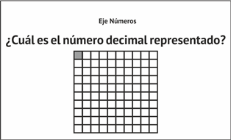 Eje Números
¿Cuál es el número decimal representado?